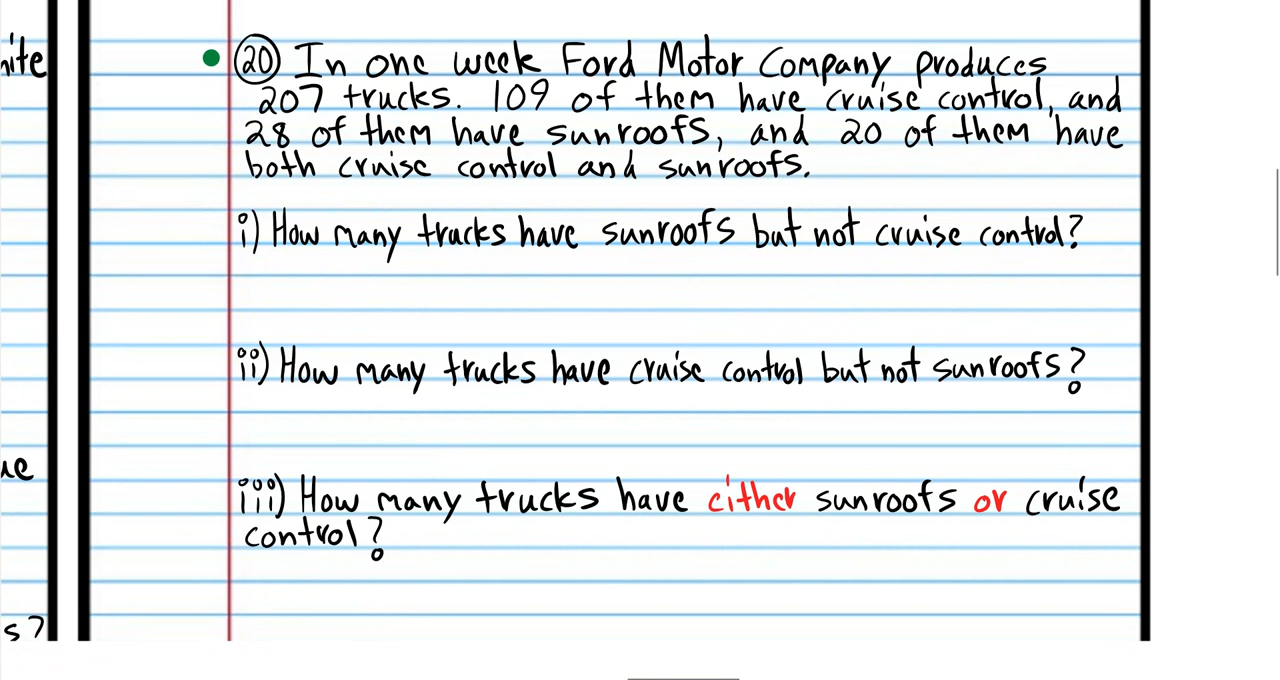 nite
20 In one week Ford Motor Company produces
207 trucks. 109 of them have cruise control, and
28 of them have sunroofs, and 20 of them have
both cruise control and sunroofs.
i) How many trucks have sunroofs but not cruise control?
ii) How many trucks have cruise control but not sunroofs?
iii) How many trucks have either sunroofs or cruise
control?
s?